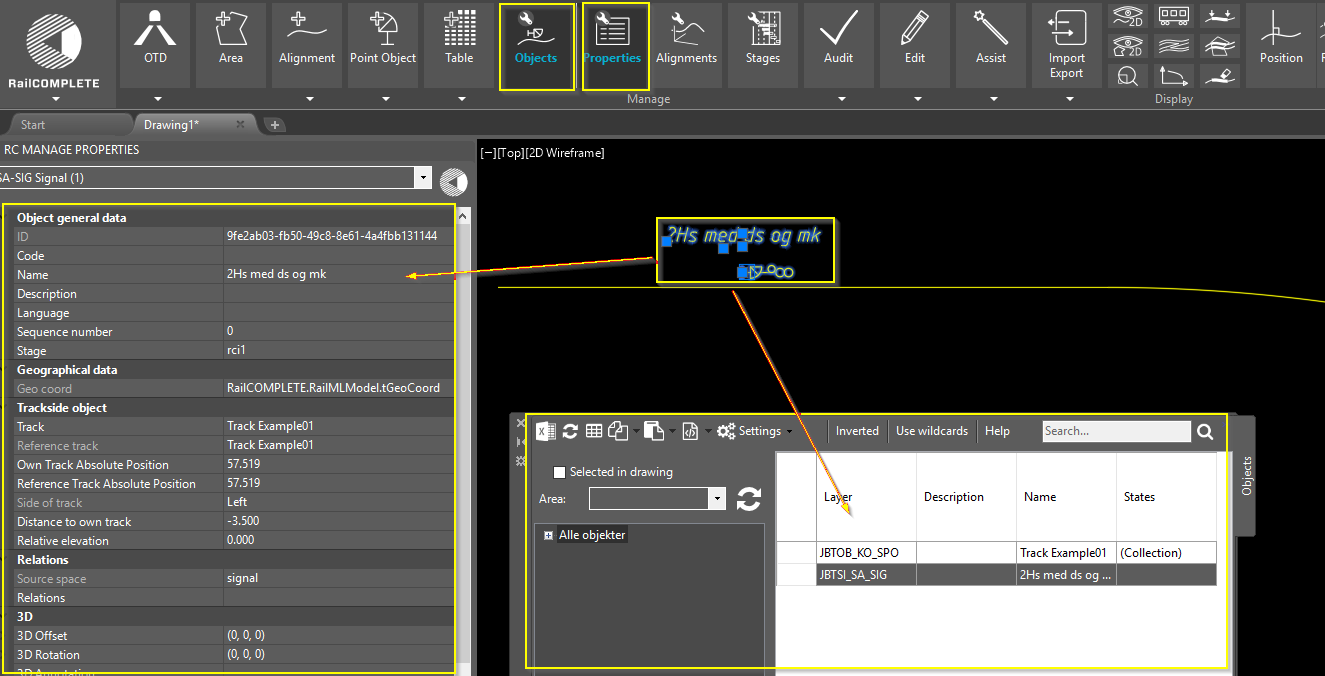 RailCOMPLETE
OTD
Area
Alignment
Point Object
Table
Objects
Properties
Alignments
Stages
Audit
Edit
Assist
Import
Export
2D
2D
Position
Manage
Display
Start
Drawing1*
RC MANAGE PROPERTIES
[−][Top][2D Wireframe]
SA-SIG Signal (1)
Object general data
ID 9fe2ab03-fb50-49c8-8e61-4a4fbb131144
Code
Name 2Hs med ds og mk
Description
Language
Sequence number 0
Stage rci1
Geographical data
Geo coord RailCOMPLETE.RailMLModel.tGeoCoord
Trackside object
Track Track Example01
Reference track Track Example01
Own Track Absolute Position 57.519
Reference Track Absolute Position 57.519
Side of track Left
Distance to own track -3.500
Relative elevation 0.000
Relations
Source space signal
Relations
3D
3D Offset (0, 0, 0)
3D Rotation (0, 0, 0)
2Hs med ds og mk
Settings
Inverted
Use wildcards
Help
Search...
Objects
Selected in drawing
Area:
Alle objekter
Layer Description Name States
JBTOB_KO_SPO Track Example01 (Collection)
JBTSI_SA_SIG 2Hs med ds og ...